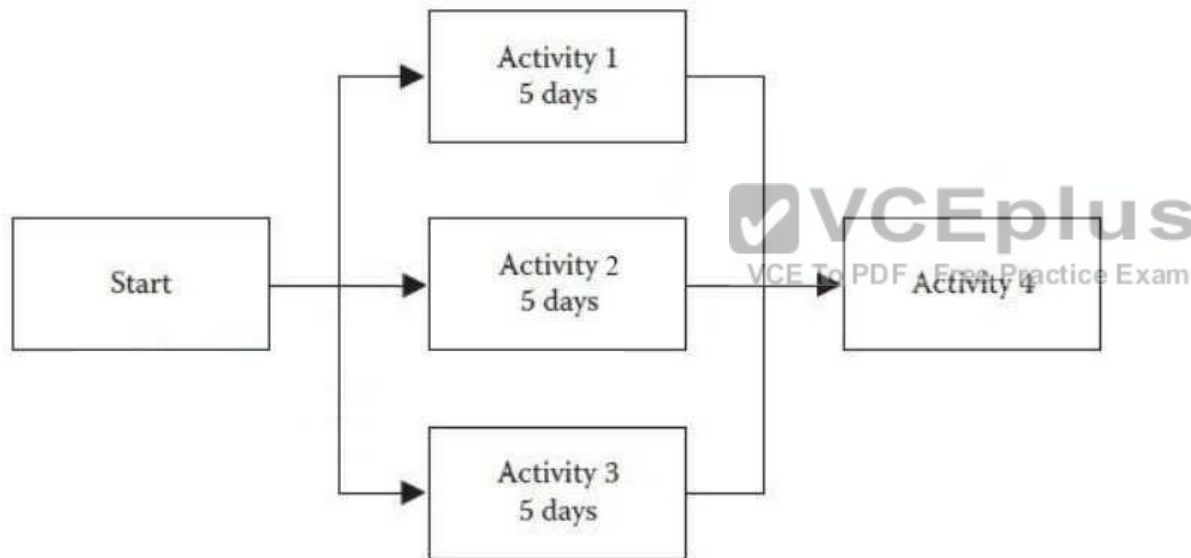 Activity 1
5 days
VCEplus
VCE To PDF - Free Practice Exam
Start
Activity 2
5 days
Activity 4
Activity 3
5 days